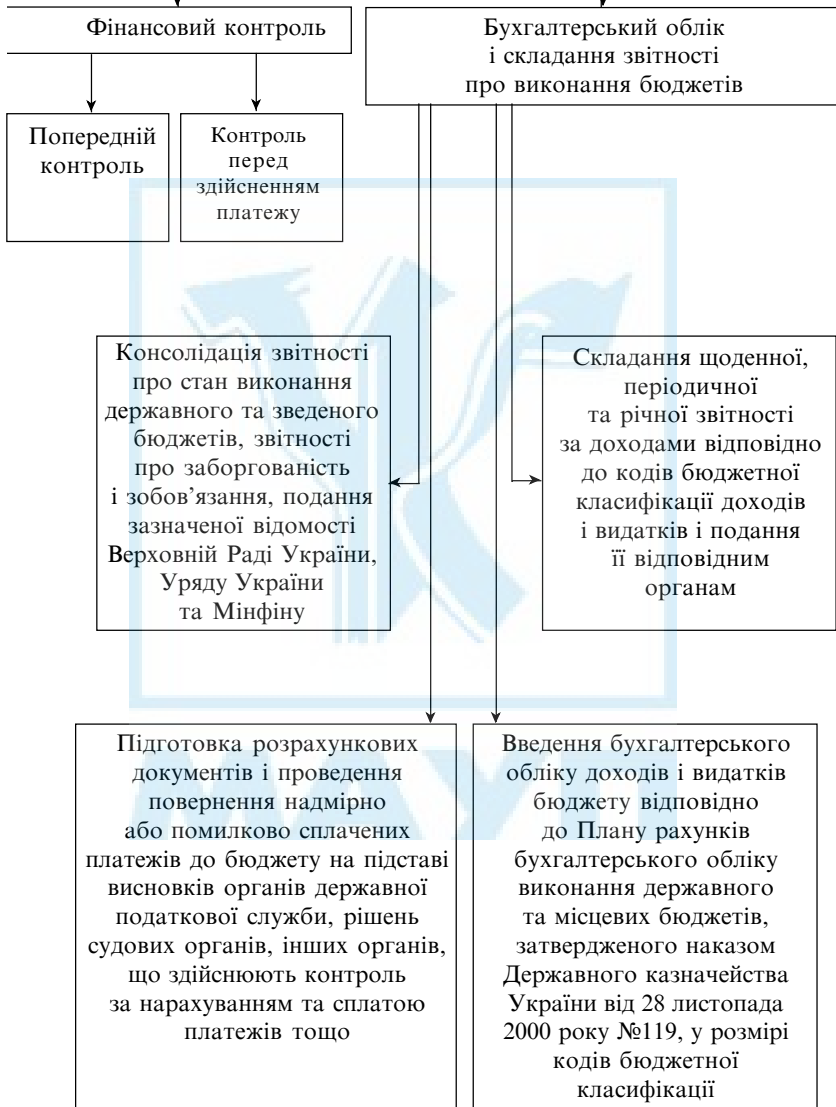 Фінансовий контроль
Бухгалтерський облік
і складання звітності
про виконання бюджетів
Попередній
контроль
Контроль
перед
здійсненням
платежу
Консолідація звітності
про стан виконання
державного та зведеного
бюджетів, звітності
про заборгованість
і зобов’язання, подання
зазначеної відомості
Верховній Раді України,
Уряду України
та Мінфіну
Складання щоденної,
періодичної
та річної звітності
за доходами відповідно
до кодів бюджетної
класифікації доходів
і видатків і подання
її відповідним
органам
Підготовка розрахункових
документів і проведення
повернення надмірно
або помилково сплачених
платежів до бюджету на підставі
висновків органів державної
податкової служби, рішень
судових органів, інших органів,
що здійснюють контроль
за нарахуванням та сплатою
платежів тощо
Введення бухгалтерського
обліку доходів і видатків
бюджету відповідно
до Плану рахунків
бухгалтерського обліку
виконання державного
та місцевих бюджетів,
затвердженого наказом
Державного казначейства
України від 28 листопада
2000 року №119, у розмірі
кодів бюджетної
класифікації
МАУП